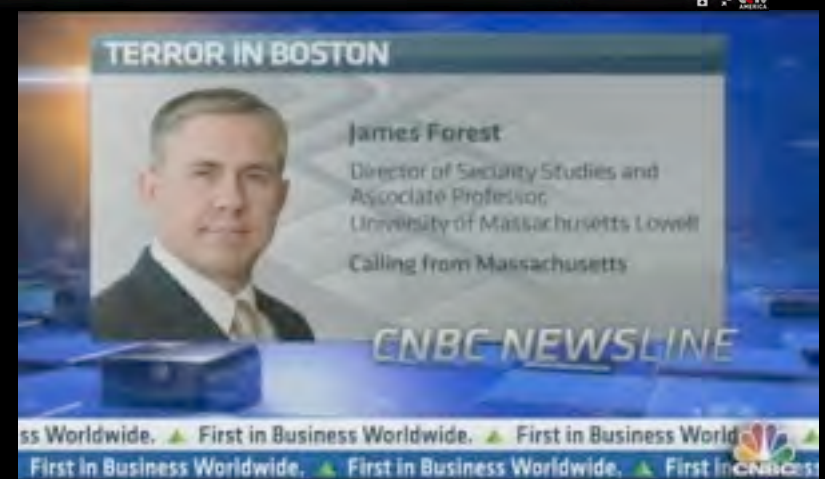 AMERICA
TERROR IN BOSTON
James Forest
Director of Security Studies and
Associate Professor,
University of Massachusetts Lowell
Calling from Massachusetts
CNBC NEWSLINE
ss Worldwide. First in Business Worldwide. First in Business World
First in Business Worldwide. First in Business Worldwide. First in
CNBC
ess